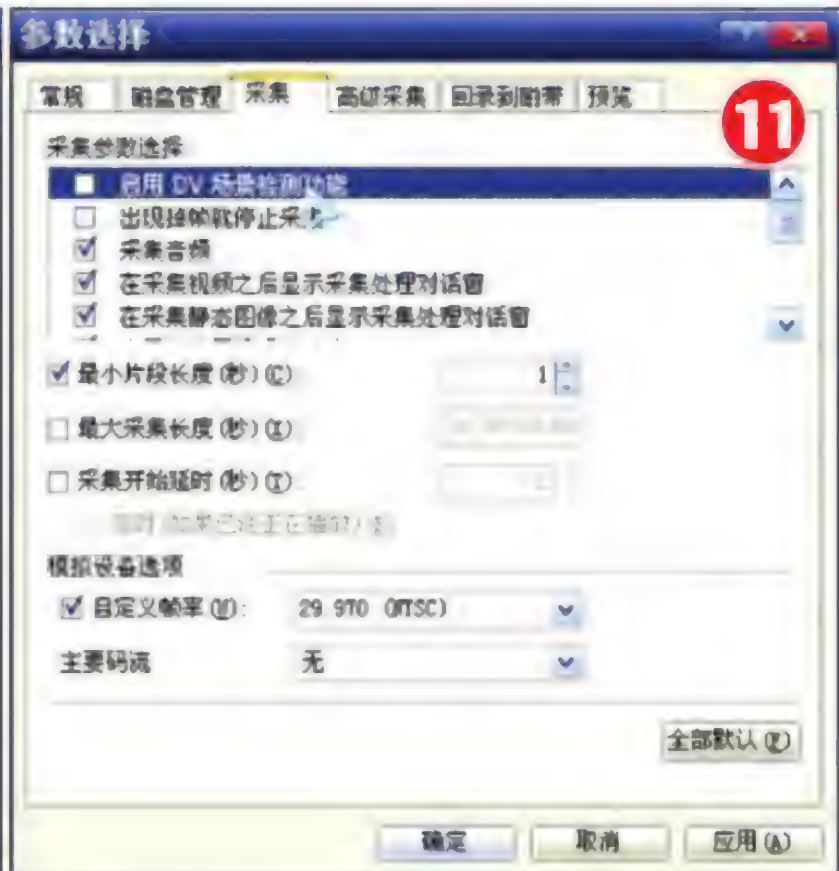 参数选择
常规 磁盘管理 采集 高级采集 回录到磁带 预览
11
采集参数选择
启用 DV 场景检测功能
出现掉帧就停止采集
采集音频
在采集视频之后显示采集处理对话窗
在采集静态图像之后显示采集处理对话窗
最小片段长度(秒)(C) 1
最大采集长度(秒)(X)
采集开始延时(秒)(T)
模拟设备选项
自定义帧率(U): 29.970 (NTSC)
主要码流 无
全部默认(R)
确定 取消 应用(A)